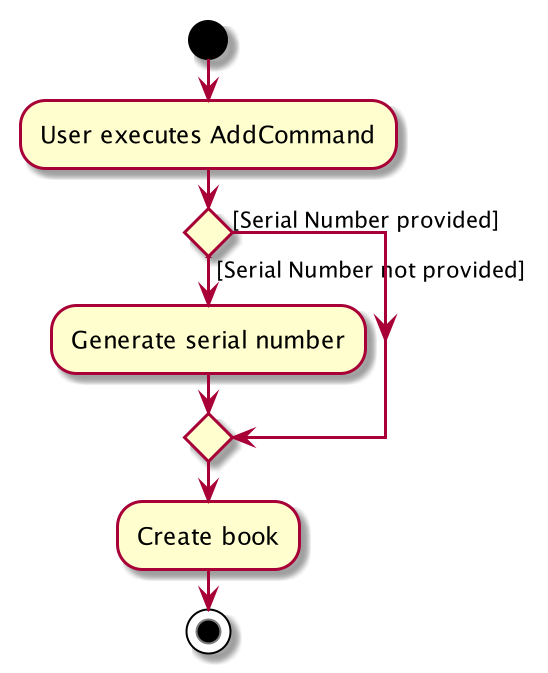 User executes AddCommand
[Serial Number provided]
[Serial Number not provided]
Generate serial number
Create book